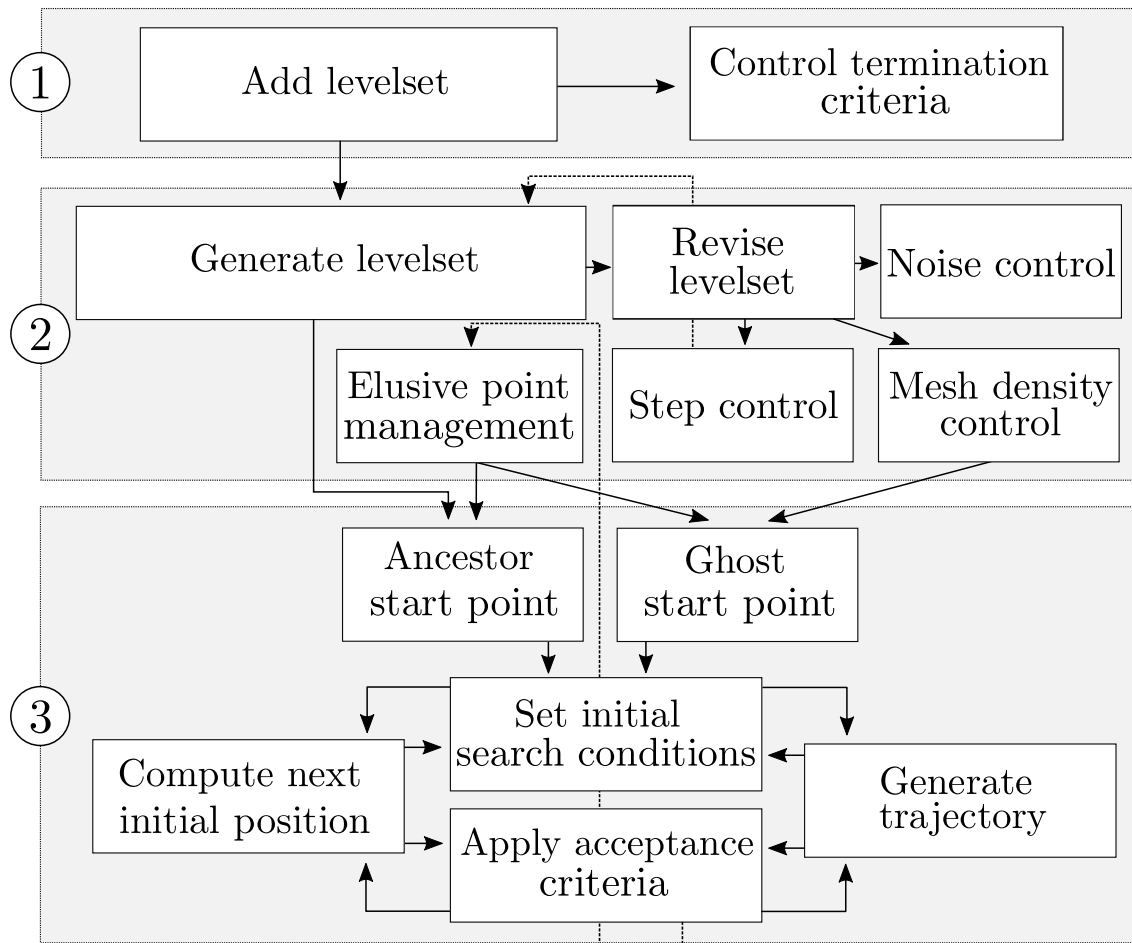 1
Add levelset
Control termination
criteria
2
Generate levelset
Revise
levelset
Noise control
Elusive point
management
Step control
Mesh density
control
3
Ancestor
start point
Ghost
start point
Set initial
search conditions
Compute next
initial position
Generate
trajectory
Apply acceptance
criteria